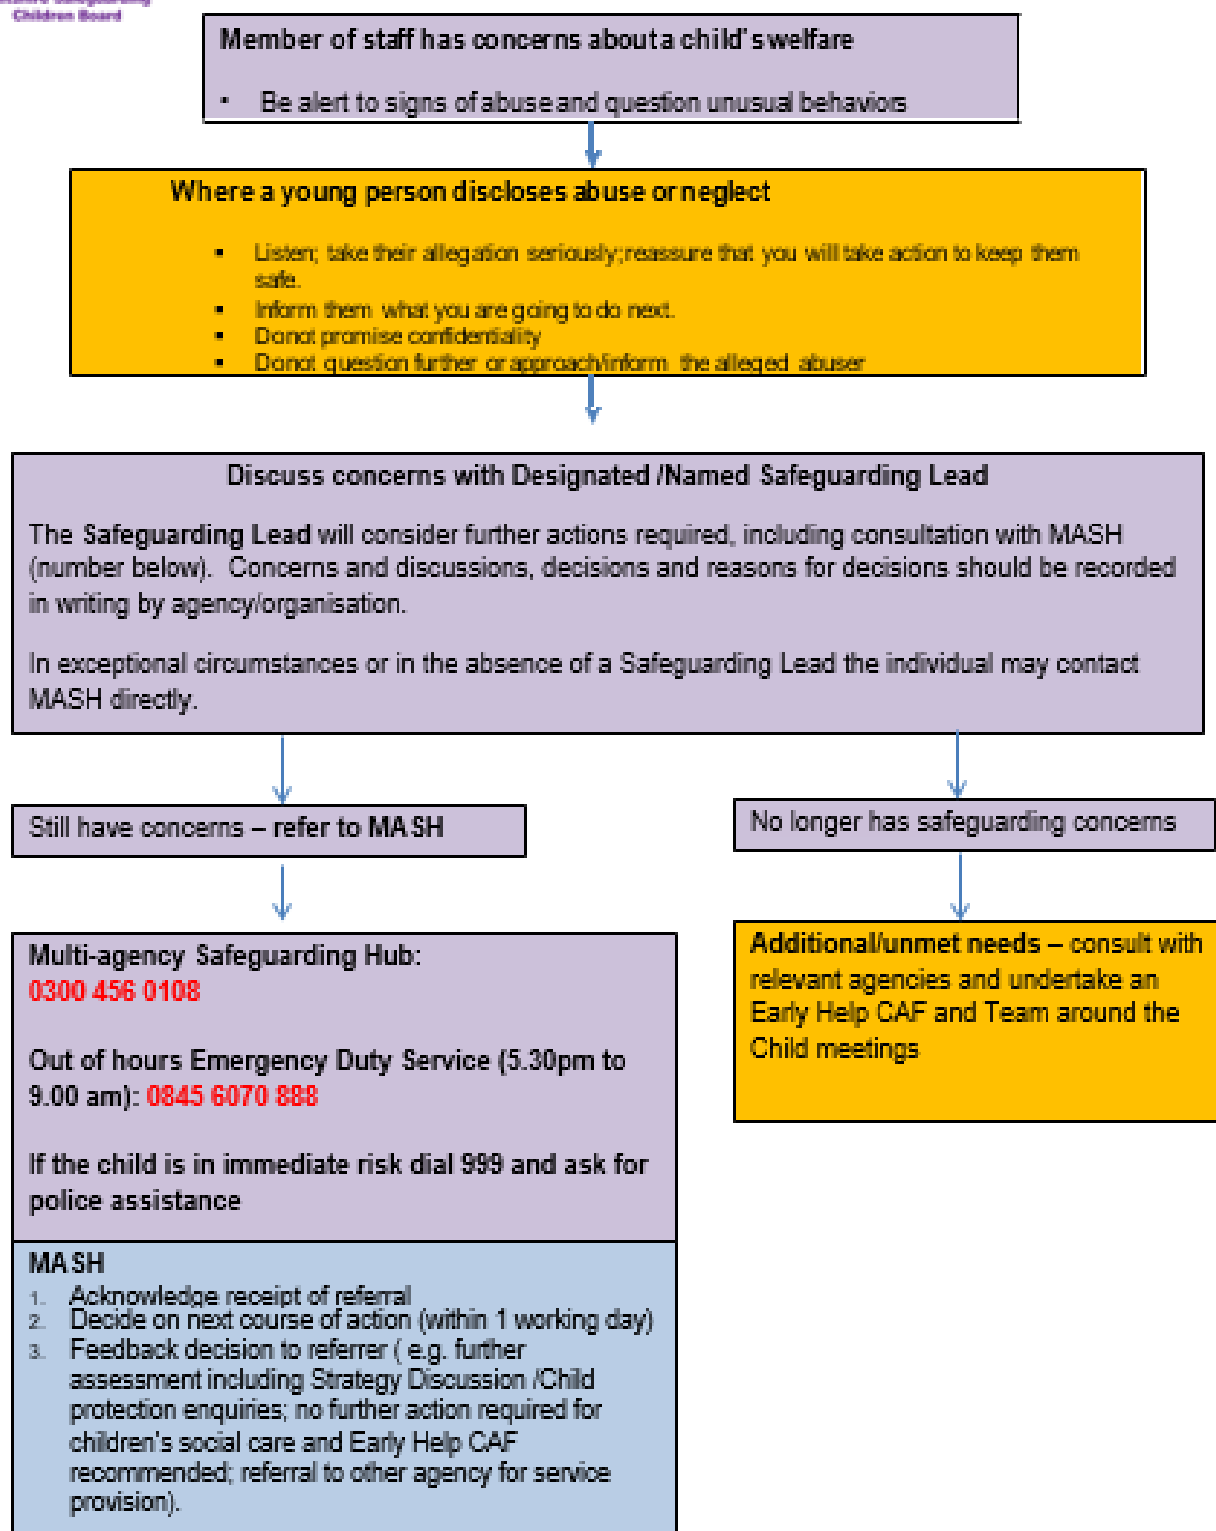 Safeguarding
Children Board
Member of staff has concerns about a child's welfare
• Be alert to signs of abuse and question unusual behaviors
Where a young person discloses abuse or neglect
▪ Listen; take their allegation seriously; reassure that you will take action to keep them
safe.
▪ Inform them what you are going to do next.
▪ Do not promise confidentiality
▪ Do not question further or approach/inform the alleged abuser
Discuss concerns with Designated /Named Safeguarding Lead
The Safeguarding Lead will consider further actions required, including consultation with MASH
(number below). Concerns and discussions, decisions and reasons for decisions should be recorded
in writing by agency/organisation.
In exceptional circumstances or in the absence of a Safeguarding Lead the individual may contact
MASH directly.
Still have concerns – refer to MASH
No longer has safeguarding concerns
Multi-agency Safeguarding Hub:
0300 456 0108
Out of hours Emergency Duty Service (5.30pm to
9.00 am): 0845 6070 888
If the child is in immediate risk dial 999 and ask for
police assistance
Additional/unmet needs – consult with
relevant agencies and undertake an
Early Help CAF and Team around the
Child meetings
MASH
1. Acknowledge receipt of referral
2. Decide on next course of action (within 1 working day)
3. Feedback decision to referrer ( e.g. further
assessment including Strategy Discussion /Child
protection enquiries; no further action required for
children's social care and Early Help CAF
recommended; referral to other agency for service
provision).